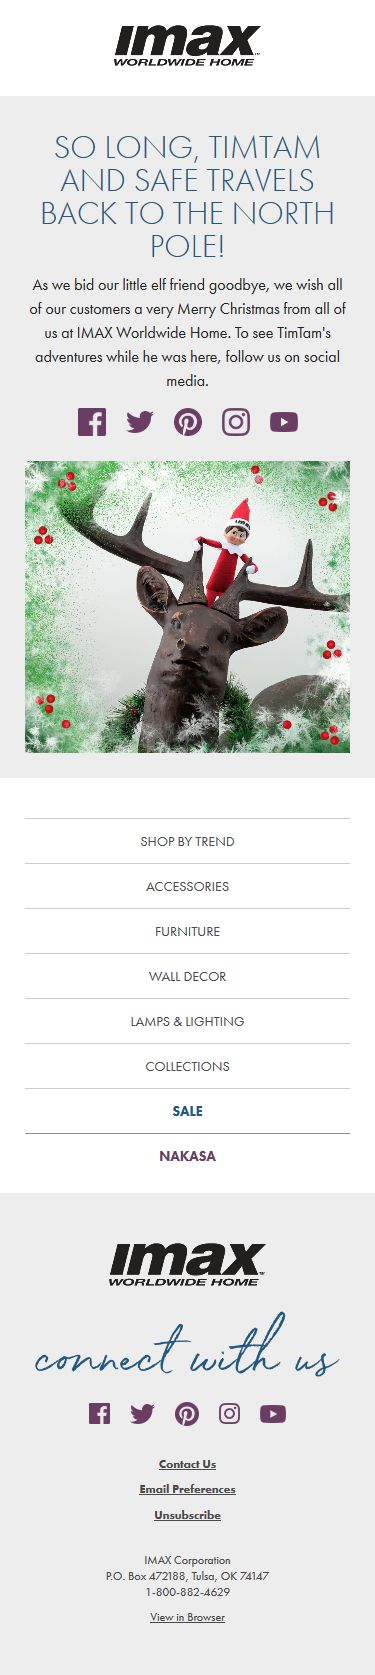 imax™
WORLDWIDE HOME
SO LONG, TIMTAM
AND SAFE TRAVELS
BACK TO THE NORTH
POLE!
As we bid our little elf friend goodbye, we wish all
of our customers a very Merry Christmas from all of
us at IMAX Worldwide Home. To see TimTam's
adventures while he was here, follow us on social
media.
SHOP BY TREND
ACCESSORIES
FURNITURE
WALL DECOR
LAMPS & LIGHTING
COLLECTIONS
SALE
NAKASA
imax™
WORLDWIDE HOME
connect with us
Contact Us
Email Preferences
Unsubscribe
IMAX Corporation
P.O. Box 472188, Tulsa, OK 74147
1-800-882-4629
View in Browser